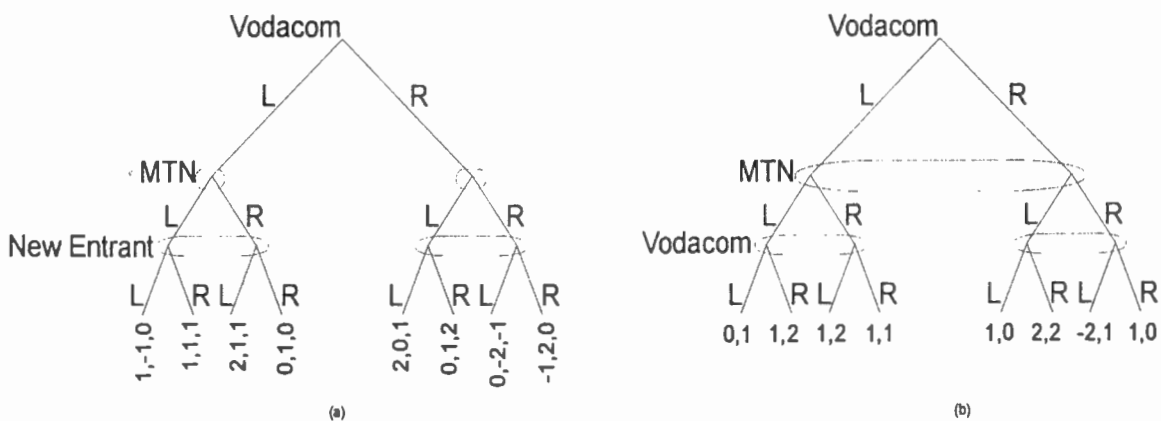 Vodacom Vodacom
L R L R
MTN MTN
L R L R L R L R
New Entrant Vodacom
L R L R L R L R L R L R L R L R
1,-1,0 1,1,1 2,1,1 0,1,0 2,0,1 0,1,2 0,-2,-1 -1,2,0 0,1 1,2 1,2 1,1 1,0 2,2 -2,1 1,0
(a) (b)